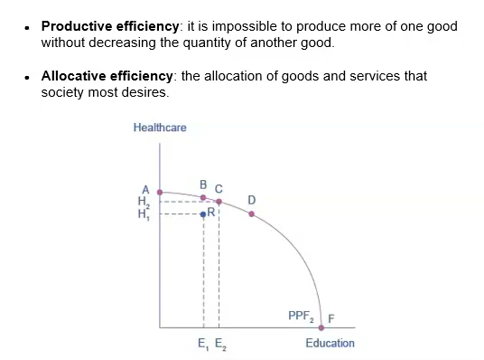 Productive efficiency: it is impossible to produce more of one good
without decreasing the quantity of another good.
Allocative efficiency: the allocation of goods and services that
society most desires.
Healthcare
A
B
C
H2
R
D
H1
PPF2
F
E1
E2
Education